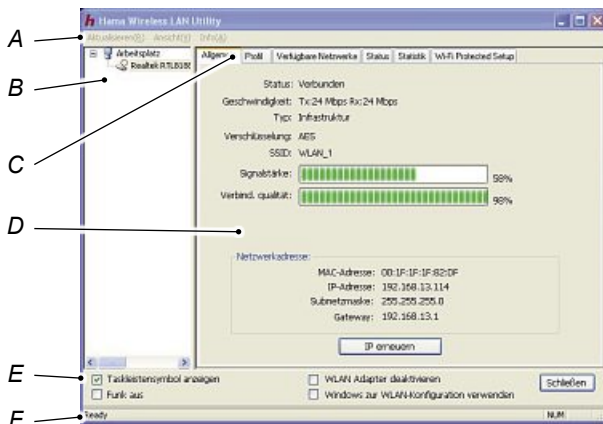 Hama Wireless LAN Utility
A
Aktualisieren(R) Ansicht(Y) Info(A)
Arbeitsplatz
Realtek RTL8188
Allgem. Profil Verfügbare Netzwerke Status Statistik Wi-Fi Protected Setup
B
Status: Verbunden
Geschwindigkeit: Tx:24 Mbps Rx:24 Mbps
Typ: Infrastruktur
Verschlüsselung: AES
C
SSID: WLAN_1
Signalstärke: 58%
Verbind. qualität: 98%
D
Netzwerkadresse:
MAC-Adresse: 00:1F:1F:1F:82:DF
IP-Adresse: 192.168.13.114
Subnetzmaske: 255.255.255.0
Gateway: 192.168.13.1
IP erneuern
E
Taskleistensymbol anzeigen
WLAN Adapter deaktivieren
Schließen
Funk aus
Windows zur WLAN-Konfiguration verwenden
F
Ready
NUM